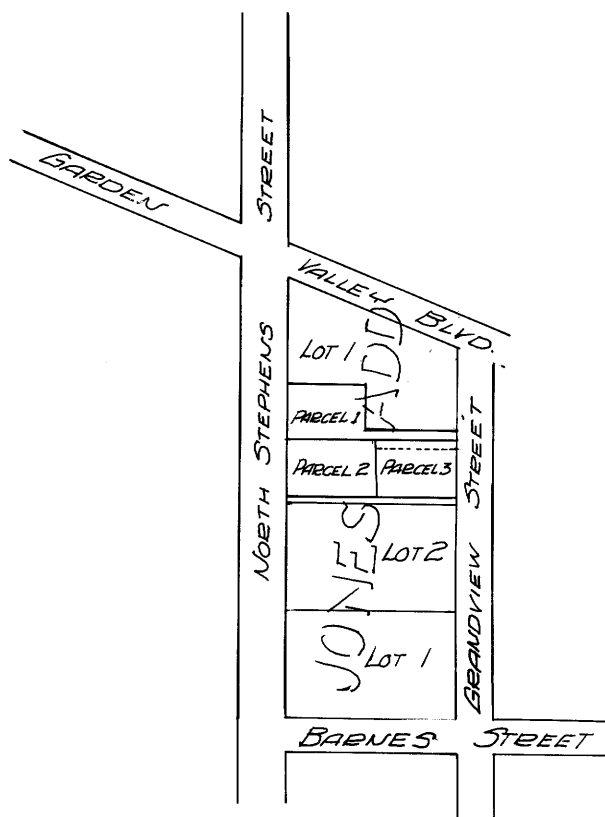 GARDEN
VALLEY BLVD.
NORTH STEPHENS STREET
LOT 1
PARCEL 1
PARCEL 2
PARCEL 3
JONES ADD
LOT 2
LOT 1
GRANDVIEW STREET
BARNES STREET